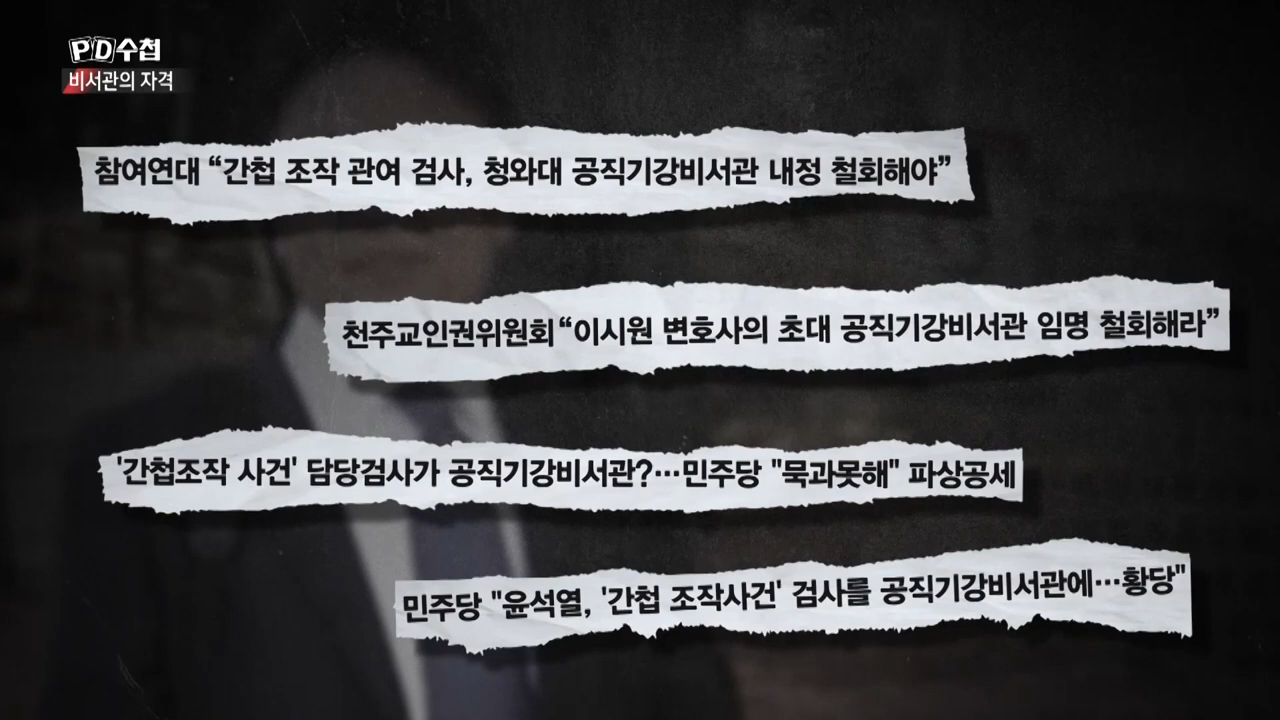 PD수첩
비서관의 자격
참여연대 “간첩 조작 관여 검사, 청와대 공직기강비서관 내정 철회해야”
천주교인권위원회 “이시원 변호사의 초대 공직기강비서관 임명 철회해라”
'간첩조작 사건' 담당검사가 공직기강비서관?…민주당 "묵과못해" 파상공세
민주당 "윤석열, '간첩 조작사건' 검사를 공직기강비서관에…황당"